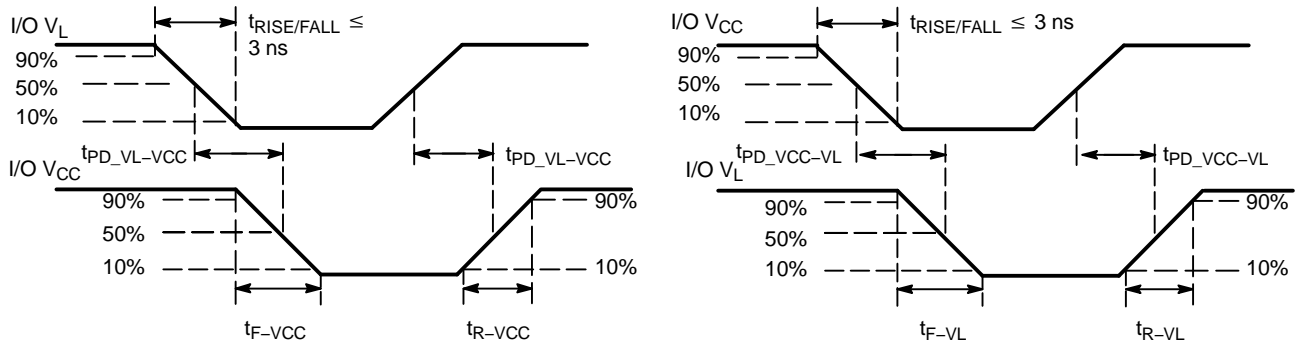 I/O VL
tRISE/FALL ≤
3 ns
90%
50%
10%
tPD_VL–VCC
tPD_VL–VCC
I/O VCC
90%
90%
50%
10%
10%
tF–VCC
tR–VCC
I/O VCC
tRISE/FALL ≤ 3 ns
90%
50%
10%
tPD_VCC–VL
tPD_VCC–VL
I/O VL
90%
90%
50%
10%
10%
tF–VL
tR–VL